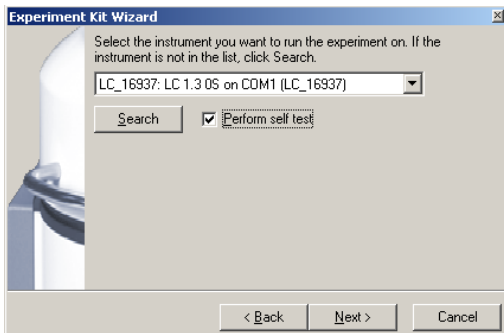 Experiment Kit Wizard
Select the instrument you want to run the experiment on. If the
instrument is not in the list, click Search.
LC_16937: LC 1.3 0S on COM1 (LC_16937)
Search
Perform self test
< Back
Next >
Cancel